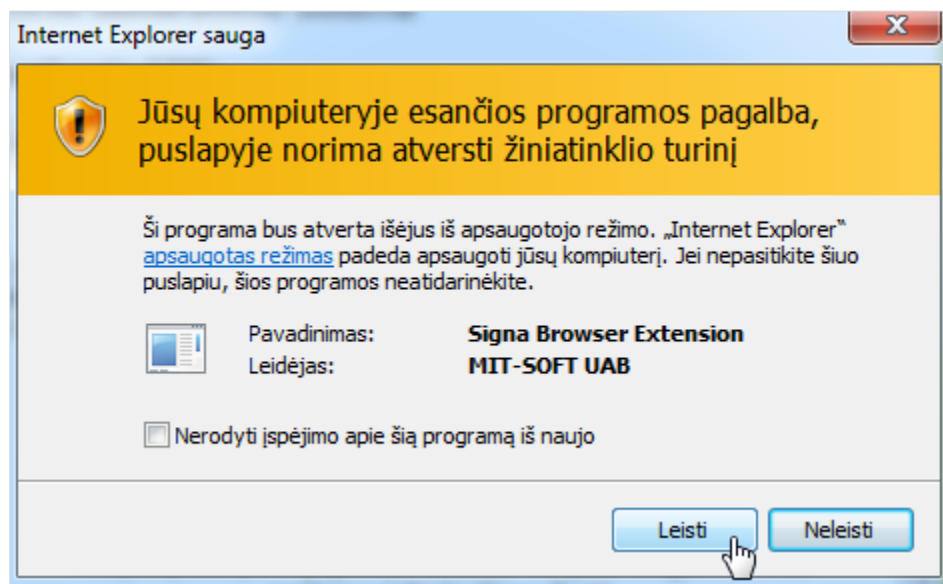 Internet Explorer sauga
Jūsų kompiuteryje esančios programos pagalba,
puslapyje norima atversti žiniatinklio turinį
Ši programa bus atverta išėjus iš apsaugotojo režimo. „Internet Explorer“
apsaugotas režimas padeda apsaugoti jūsų kompiuterį. Jei nepasitikite šiuo
puslapiu, šios programos neatidarinėkite.
Pavadinimas: Signa Browser Extension
Leidėjas: MIT-SOFT UAB
Nerodyti įspėjimo apie šią programą iš naujo
Leisti Neleisti